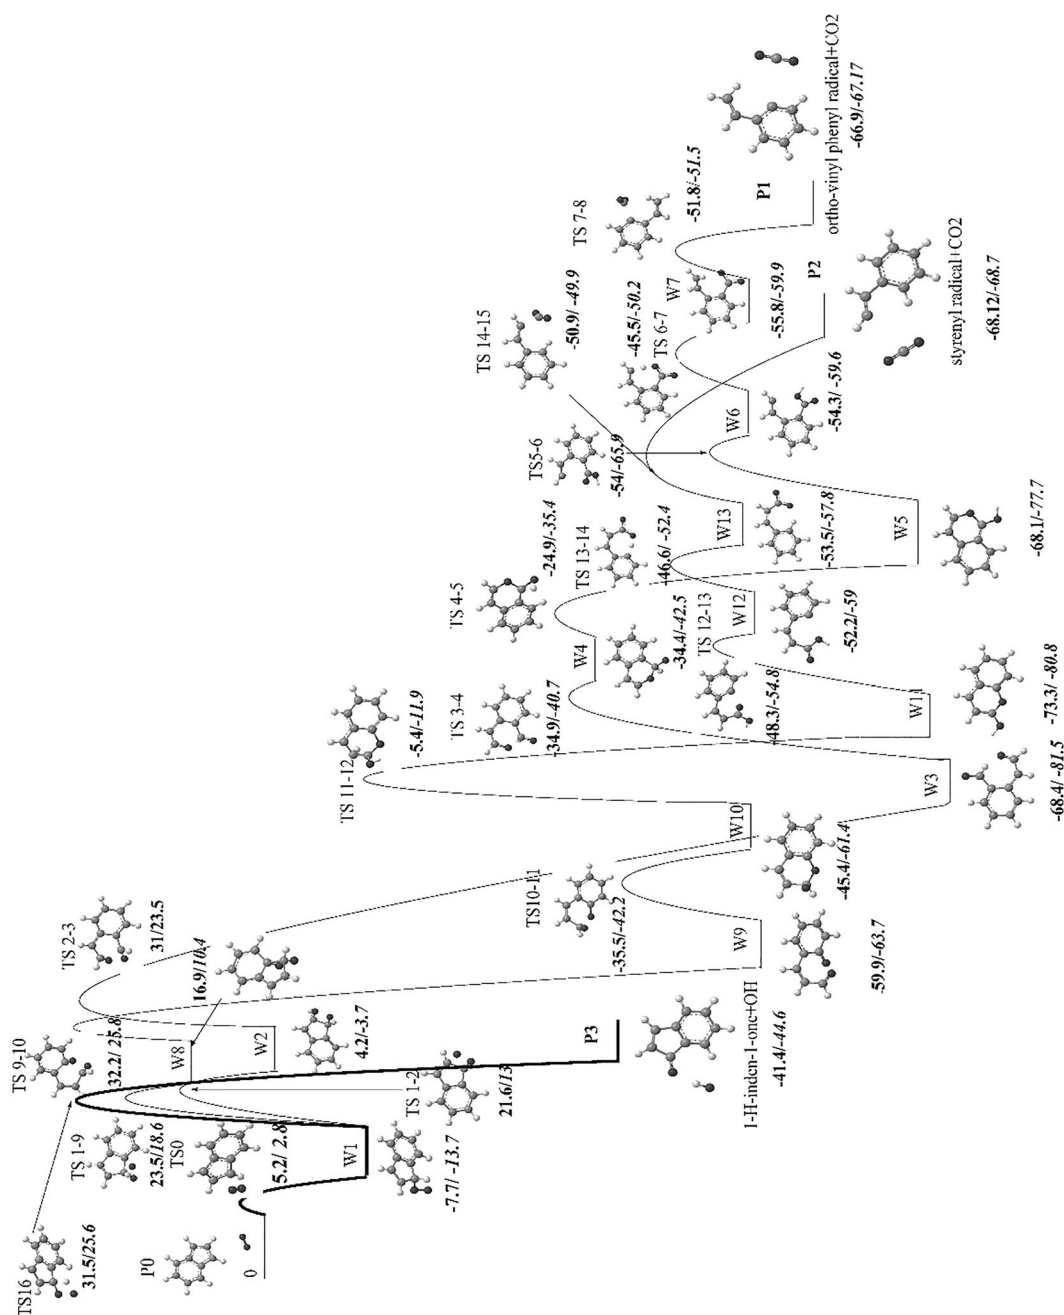 TS16
31.5/25.6
P0
0
TS 1-9
23.5/18.6
TS0
5.2/ 2.8
W1
-7.7/ -13.7
TS 9-10
32.2/ 25.8
W8
16.9/10.4
TS 1-2
21.6/13
TS 2-3
31/23.5
W2
4.2/-3.7
P3
1-H-inden-1-one+OH
-41.4/-44.6
W9
-59.9/-63.7
TS10-11
-35.5/-42.2
W10
-45.4/-61.4
W3
-68.4/ -81.5
TS 11-12
-5.4/-11.9
W11
-73.3/ -80.8
TS 3-4
-34.9/-40.7
W4
-34.4/-42.5
TS 12-13
-48.3/-54.8
W12
-52.2/-59
TS 4-5
-24.9/-35.4
TS 13-14
-46.6/ -52.4
W13
-53.5/-57.8
W5
-68.1/-77.7
TS5-6
-54/-65.9
TS 14-15
-50.9/ -49.9
W6
-54.3/ -59.6
TS 6-7
-45.5/-50.2
W7
-55.8/-59.9
TS 7-8
-51.8/-51.5
P2
styrenyl radical+CO2
-68.12/-68.7
P1
ortho-vinyl phenyl radical+CO2
-66.9/-67.17